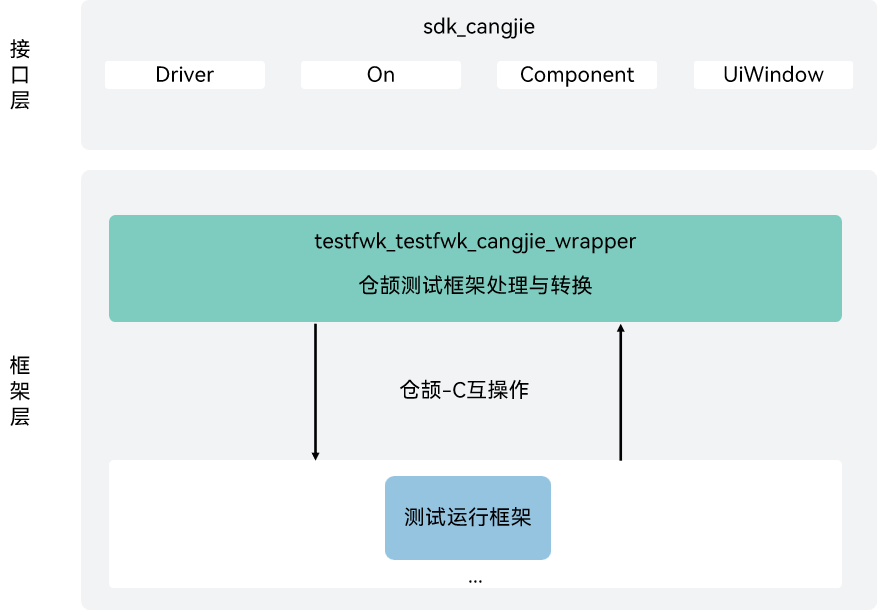 接口层
sdk_cangjie
Driver
On
Component
UiWindow
框架层
testfwk_testfwk_cangjie_wrapper
仓颉测试框架处理与转换
仓颉-C互操作
测试运行框架
...